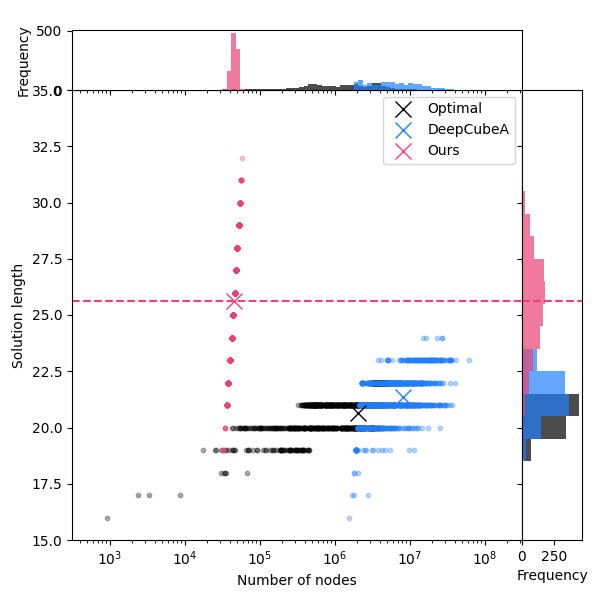 500
Frequency
0
35.0
32.5
30.0
27.5
25.0
22.5
20.0
17.5
15.0
Solution length
Optimal
DeepCubeA
Ours
10³
10⁴
10⁵
10⁶
10⁷
10⁸
Number of nodes
0 250
Frequency